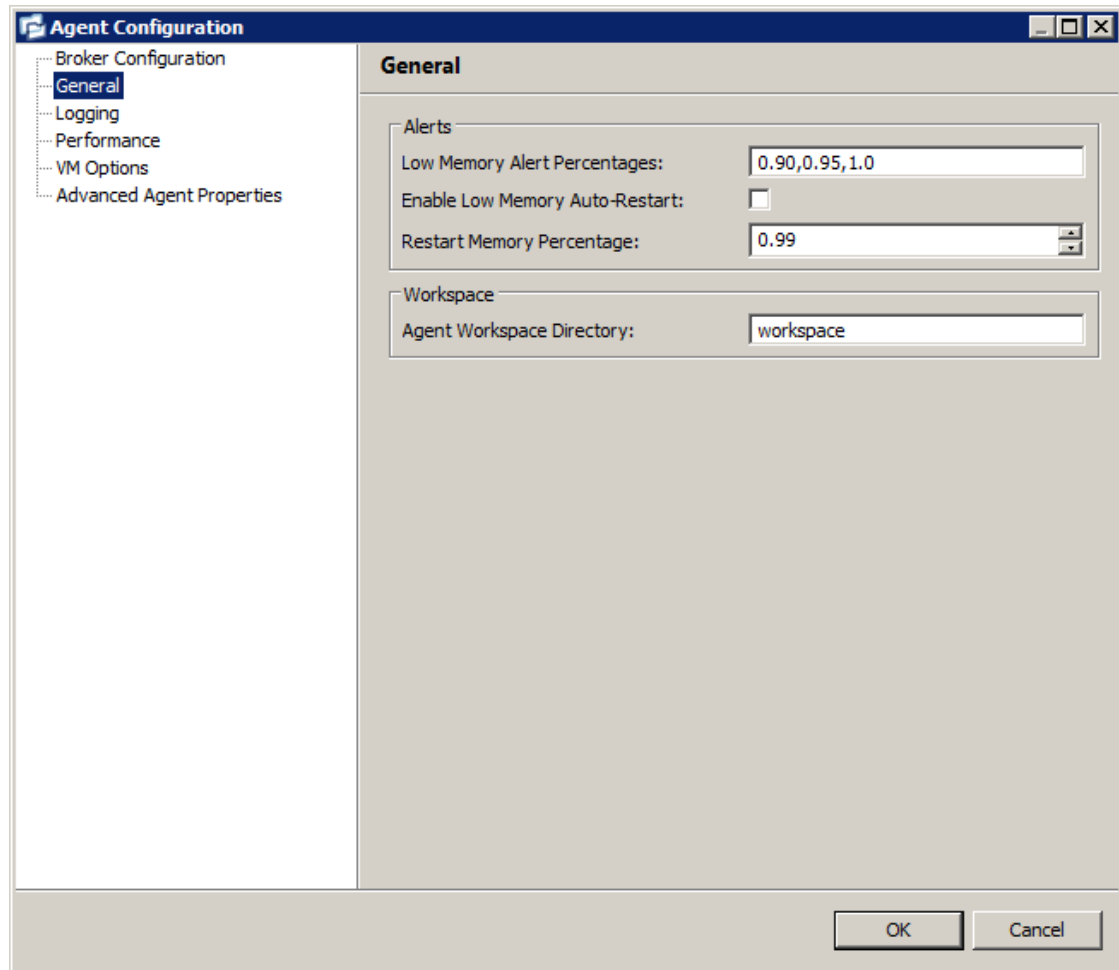 Agent Configuration
Broker Configuration
General
Logging
Performance
VM Options
Advanced Agent Properties
General
Alerts
Low Memory Alert Percentages: 0.90,0.95,1.0
Enable Low Memory Auto-Restart:
Restart Memory Percentage: 0.99
Workspace
Agent Workspace Directory: workspace
OK Cancel